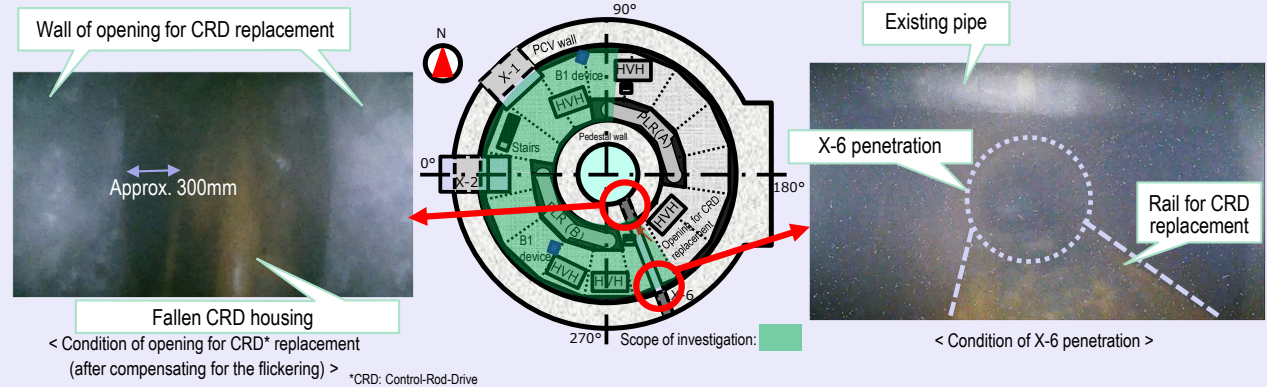 Wall of opening for CRD replacement
Approx. 300mm
Fallen CRD housing
< Condition of opening for CRD* replacement
(after compensating for the flickering) >
*CRD: Control-Rod-Drive
N
90°
PCV wall
X-1
B1 device
HVH
HVH
PLR(A)
Pedestal wall
Stairs
0°
X-2
180°
PLR(B)
HVH
Opening for CRD
replacement
B1
device
HVH
HVH
X-6
270°
Scope of investigation:
Existing pipe
X-6 penetration
Rail for CRD
replacement
< Condition of X-6 penetration >